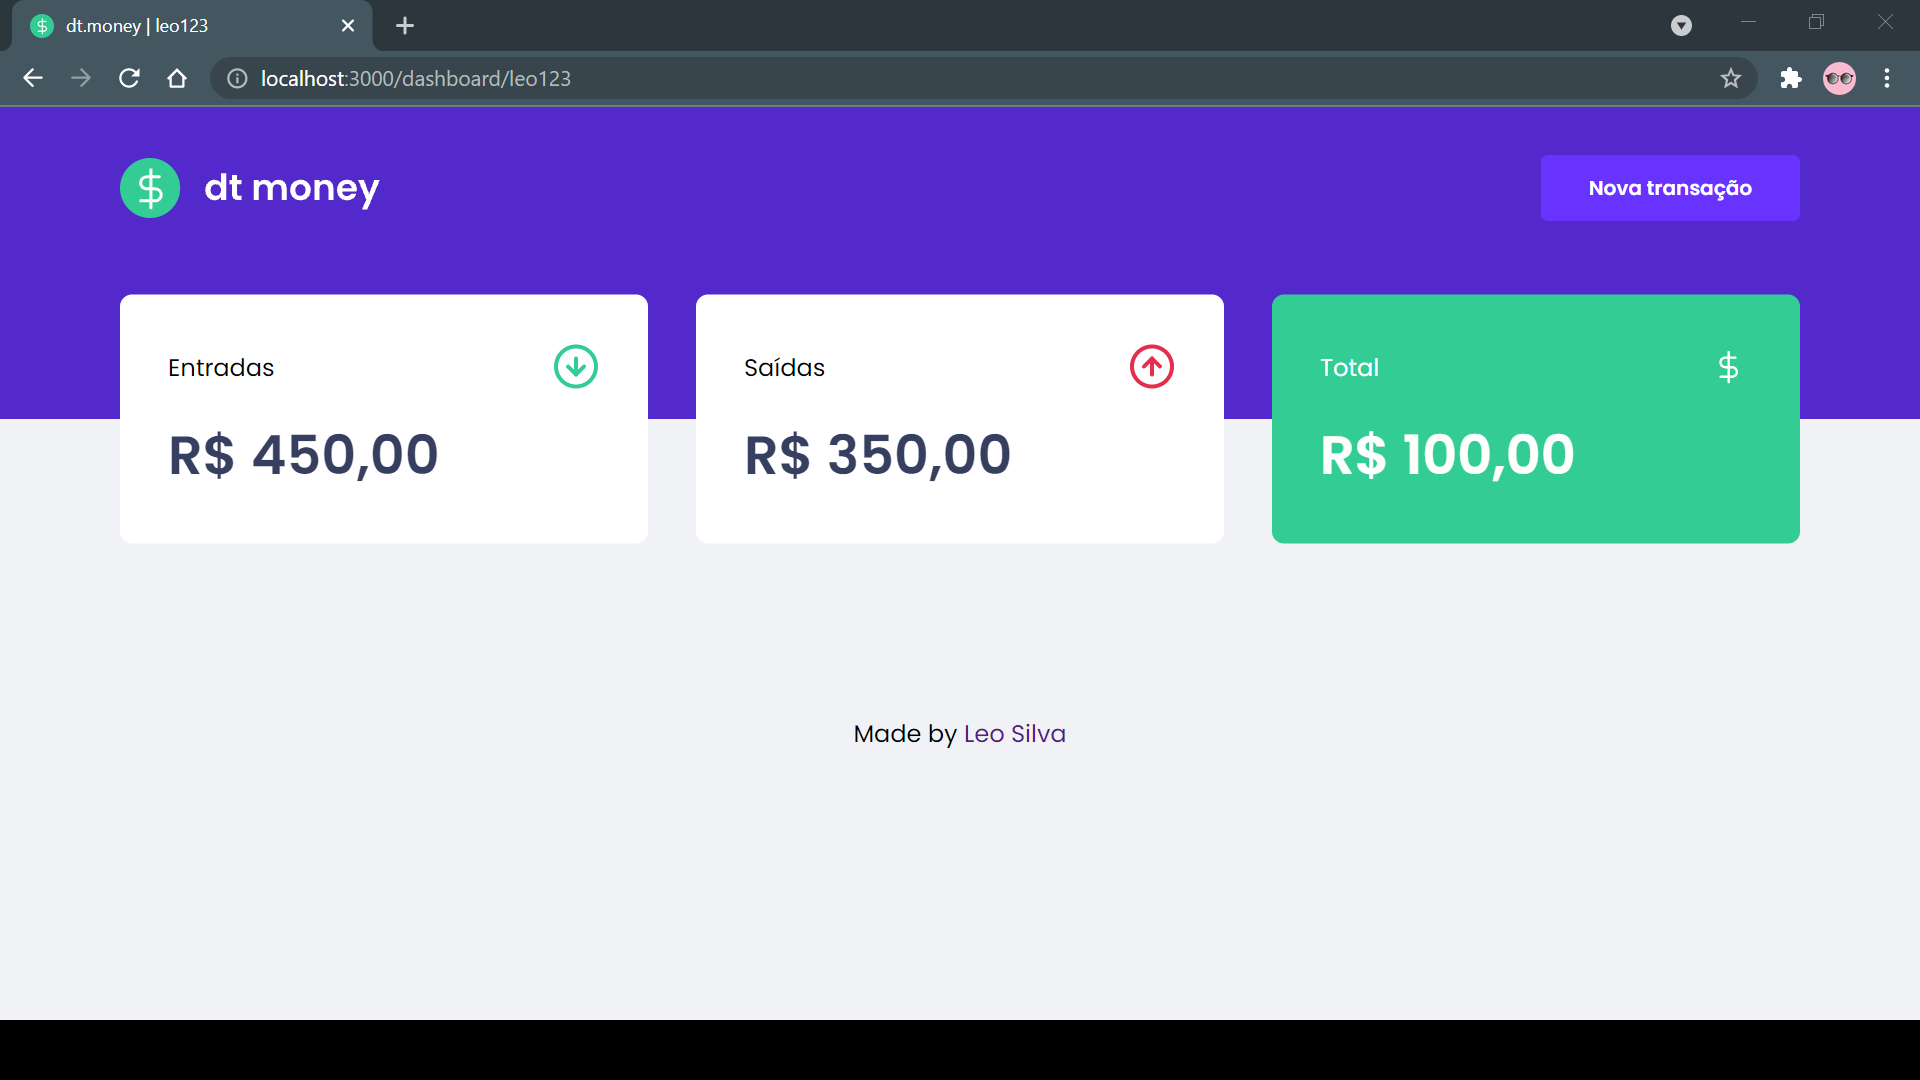 dt.money | leo123
localhost:3000/dashboard/leo123
dt money
Nova transação
Entradas
R$ 450,00
Saídas
R$ 350,00
Total
R$ 100,00
Made by Leo Silva